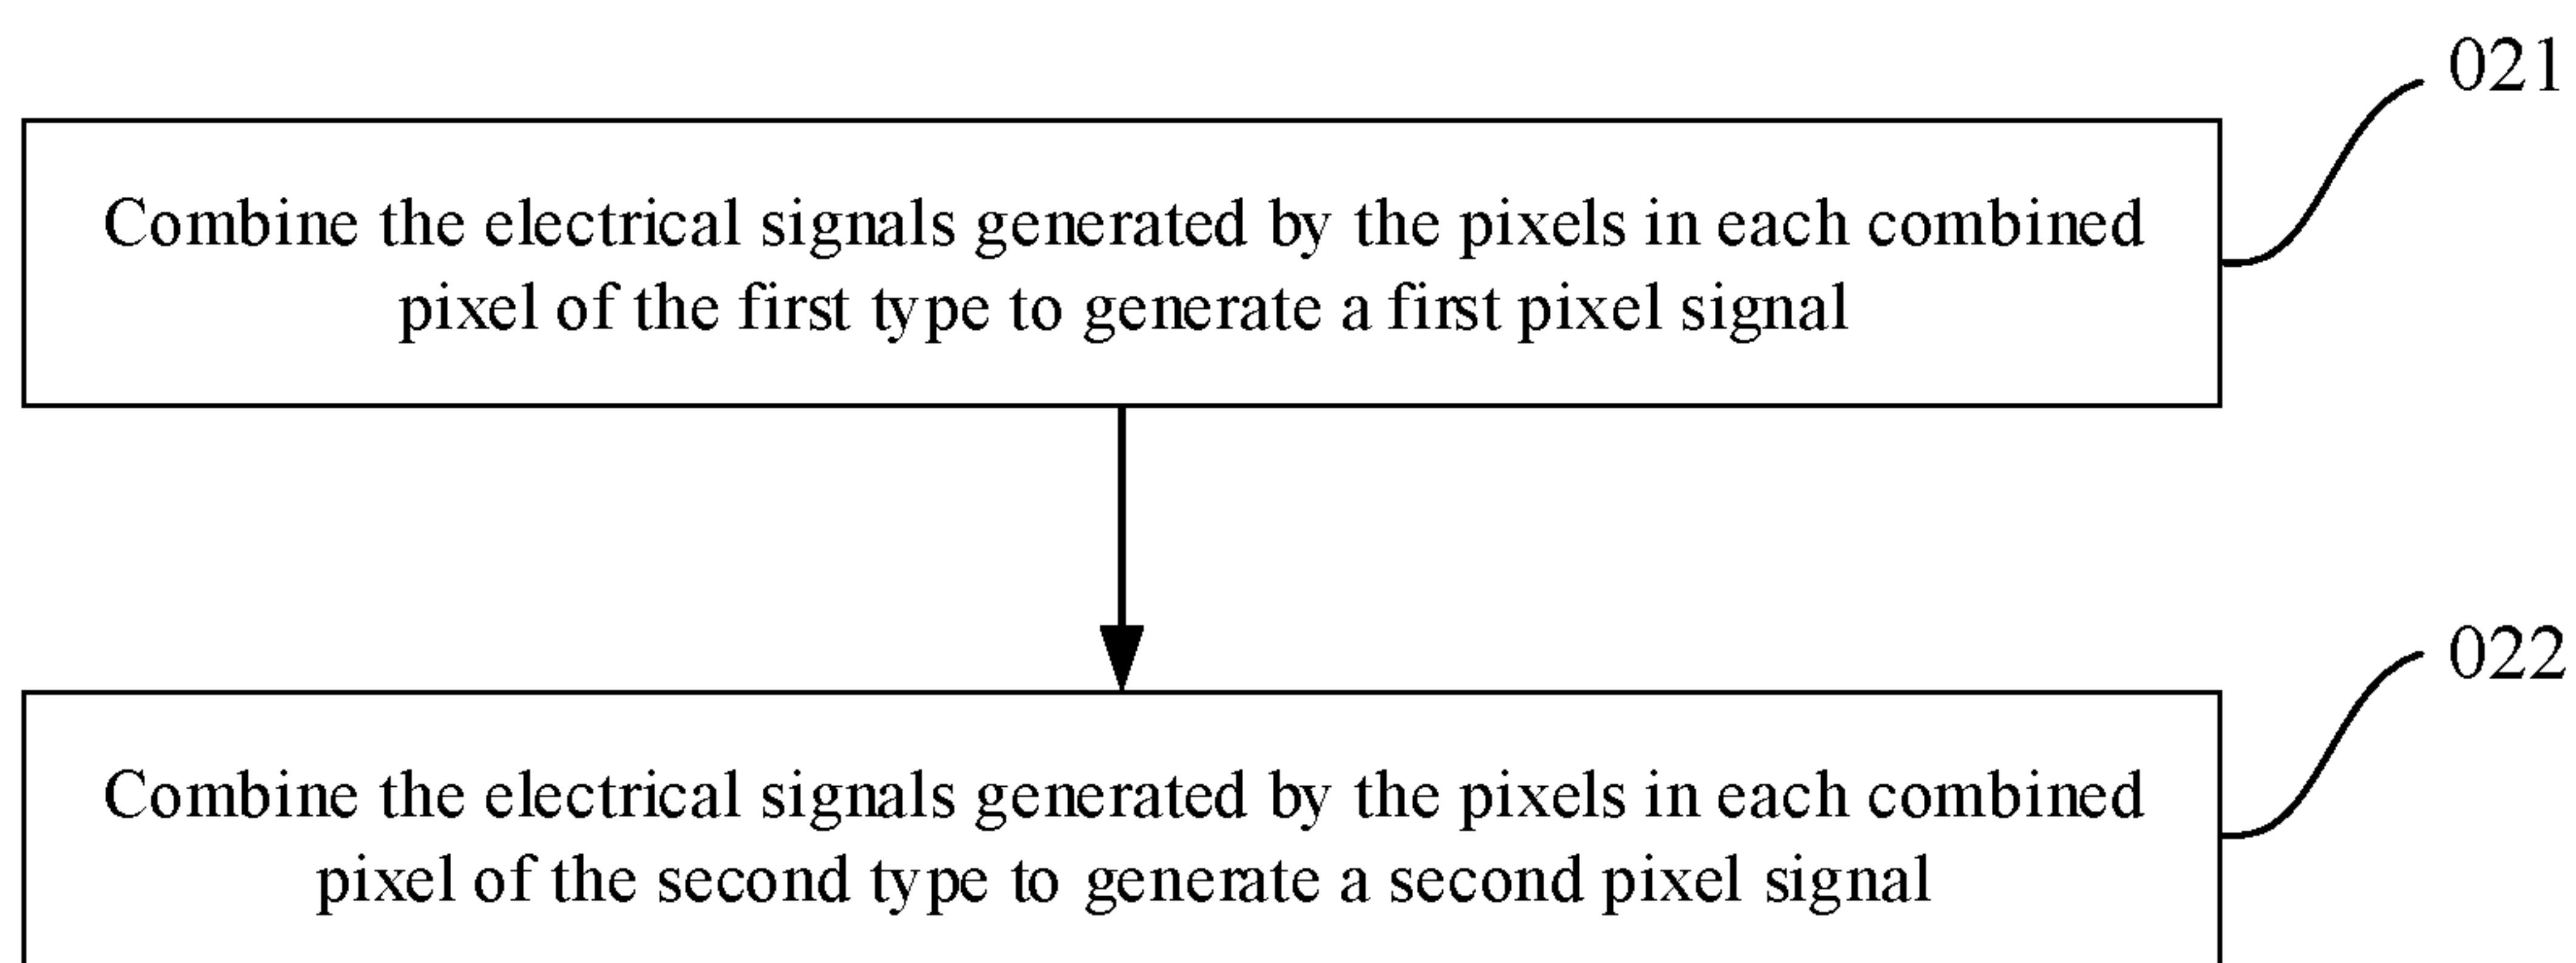 021
Combine the electrical signals generated by the pixels in each combined
pixel of the first type to generate a first pixel signal
022
Combine the electrical signals generated by the pixels in each combined
pixel of the second type to generate a second pixel signal